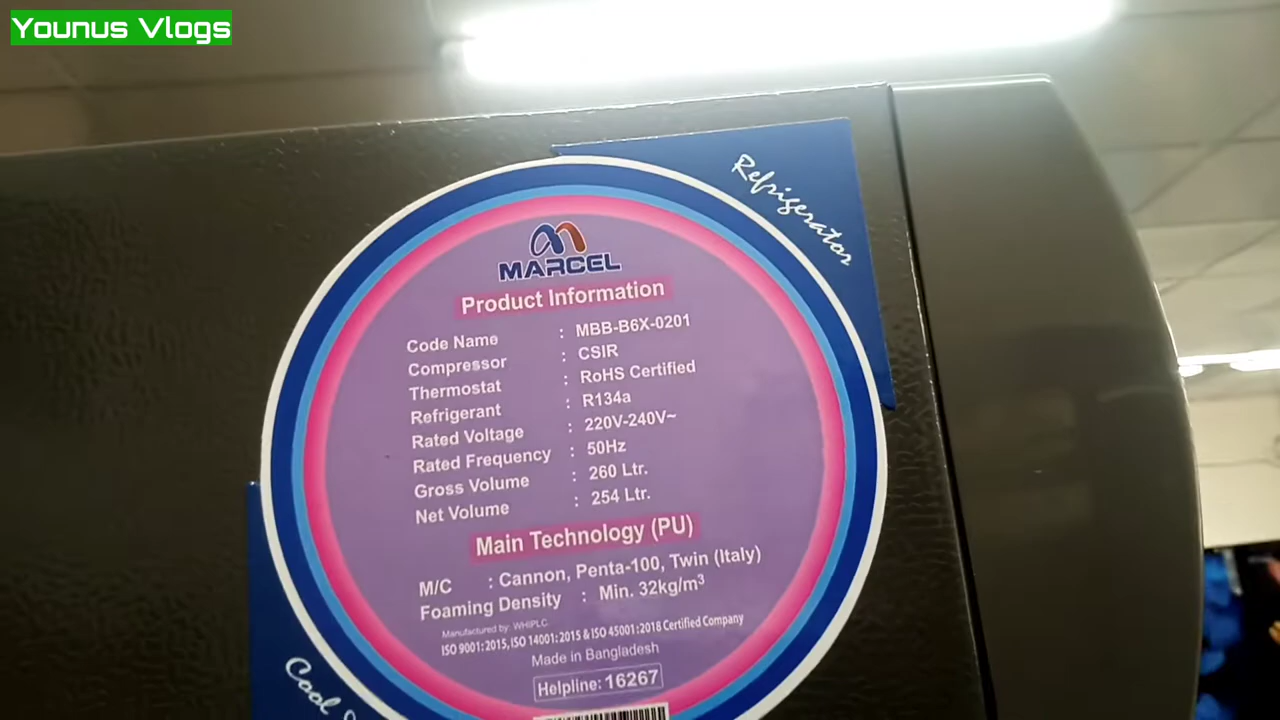 Younus Vlogs
Refrigerator
MARCEL
Product Information
Code Name : MBB-B6X-0201
Compressor : CSIR
Thermostat : RoHS Certified
Refrigerant : R134a
Rated Voltage : 220V-240V~
Rated Frequency : 50Hz
Gross Volume : 260 Ltr.
Net Volume : 254 Ltr.
Main Technology (PU)
M/C : Cannon, Penta-100, Twin (Italy)
Foaming Density : Min. 32kg/m³
Manufactured by: WHIPLC
ISO 9001:2015, ISO 14001:2015 & ISO 45001:2018 Certified Company
Made in Bangladesh
Helpline: 16267
Cool